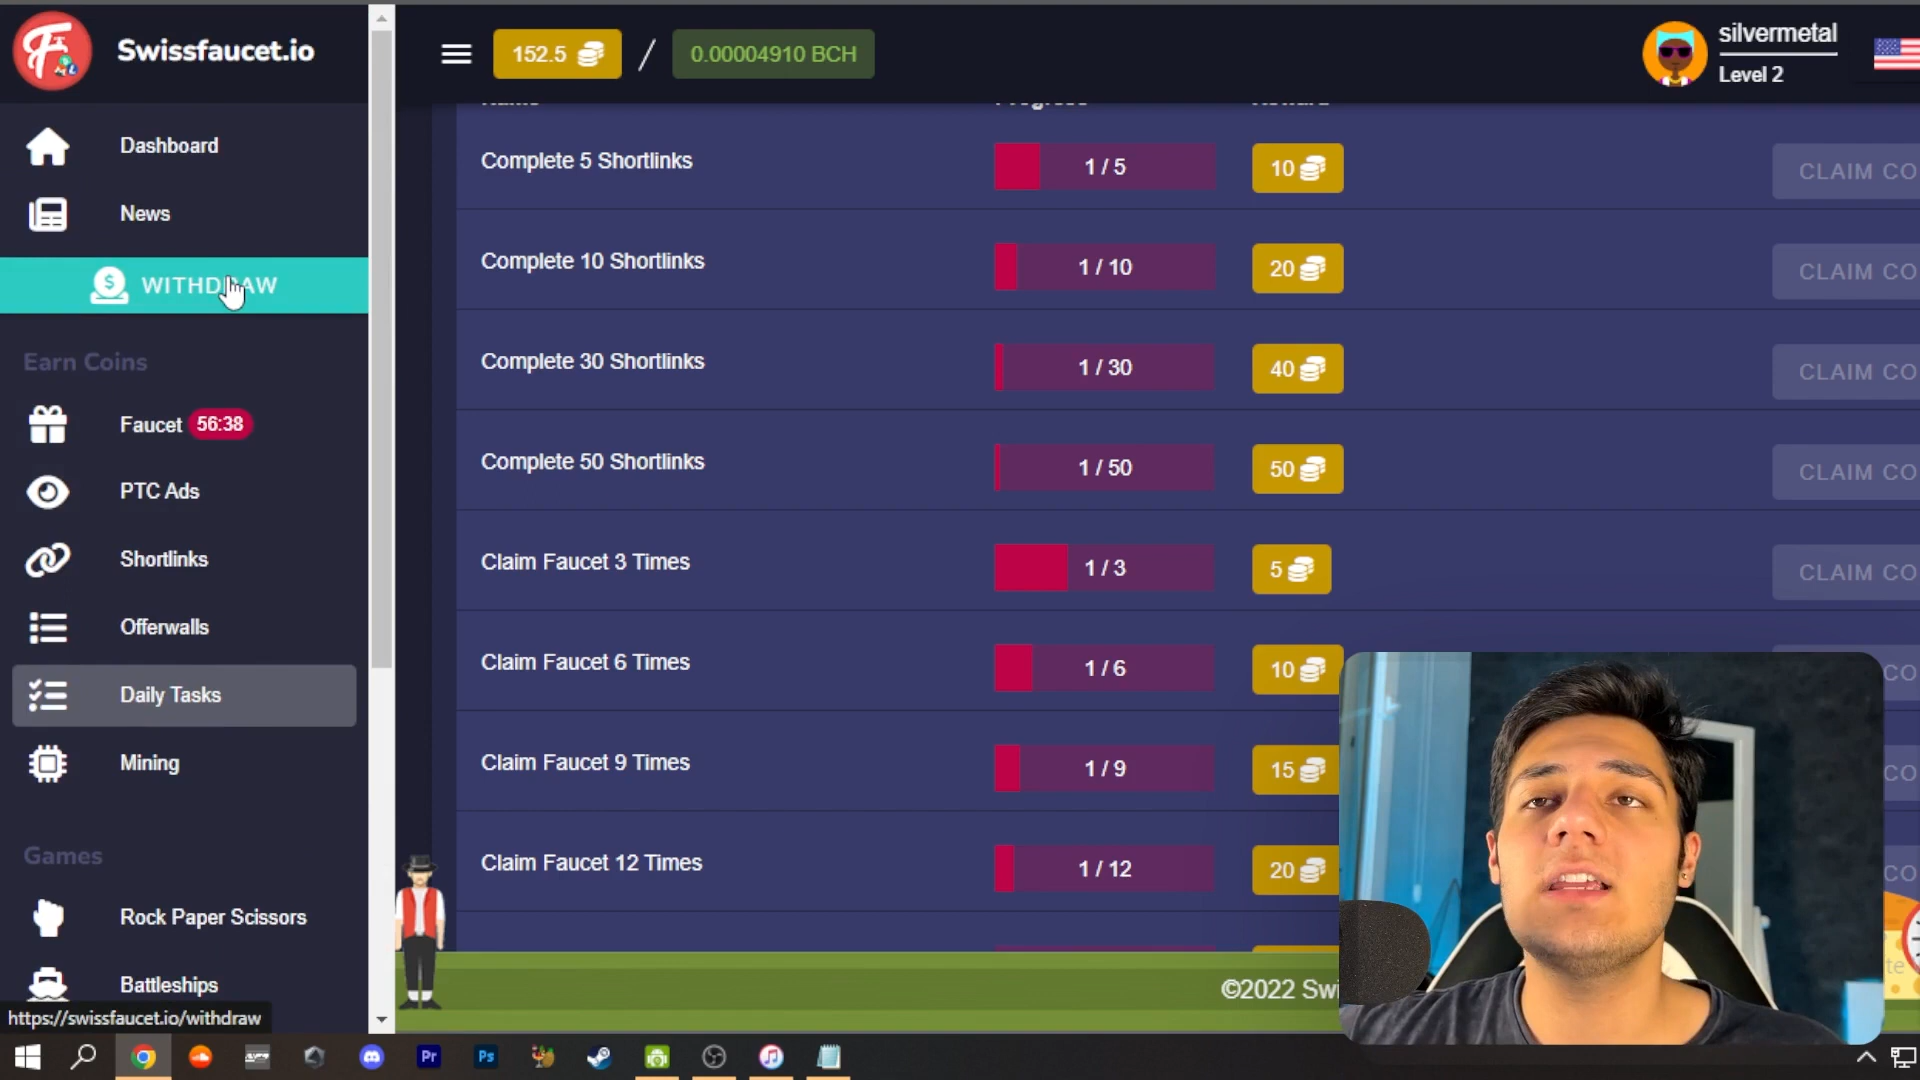 Swissfaucet.io
152.5 / 0.00004910 BCH
silvermetal
Level 2
Dashboard
News
WITHDRAW
Earn Coins
Faucet 56:38
PTC Ads
Shortlinks
Offerwalls
Daily Tasks
Mining
Games
Rock Paper Scissors
Battleships
https://swissfaucet.io/withdraw
Complete 5 Shortlinks 1 / 5 10 CLAIM CO
Complete 10 Shortlinks 1 / 10 20 CLAIM CO
Complete 30 Shortlinks 1 / 30 40 CLAIM CO
Complete 50 Shortlinks 1 / 50 50 CLAIM CO
Claim Faucet 3 Times 1 / 3 5 CLAIM CO
Claim Faucet 6 Times 1 / 6 10 CO
Claim Faucet 9 Times 1 / 9 15 CO
Claim Faucet 12 Times 1 / 12 20 CO
©2022 Swi
Pr
Ps